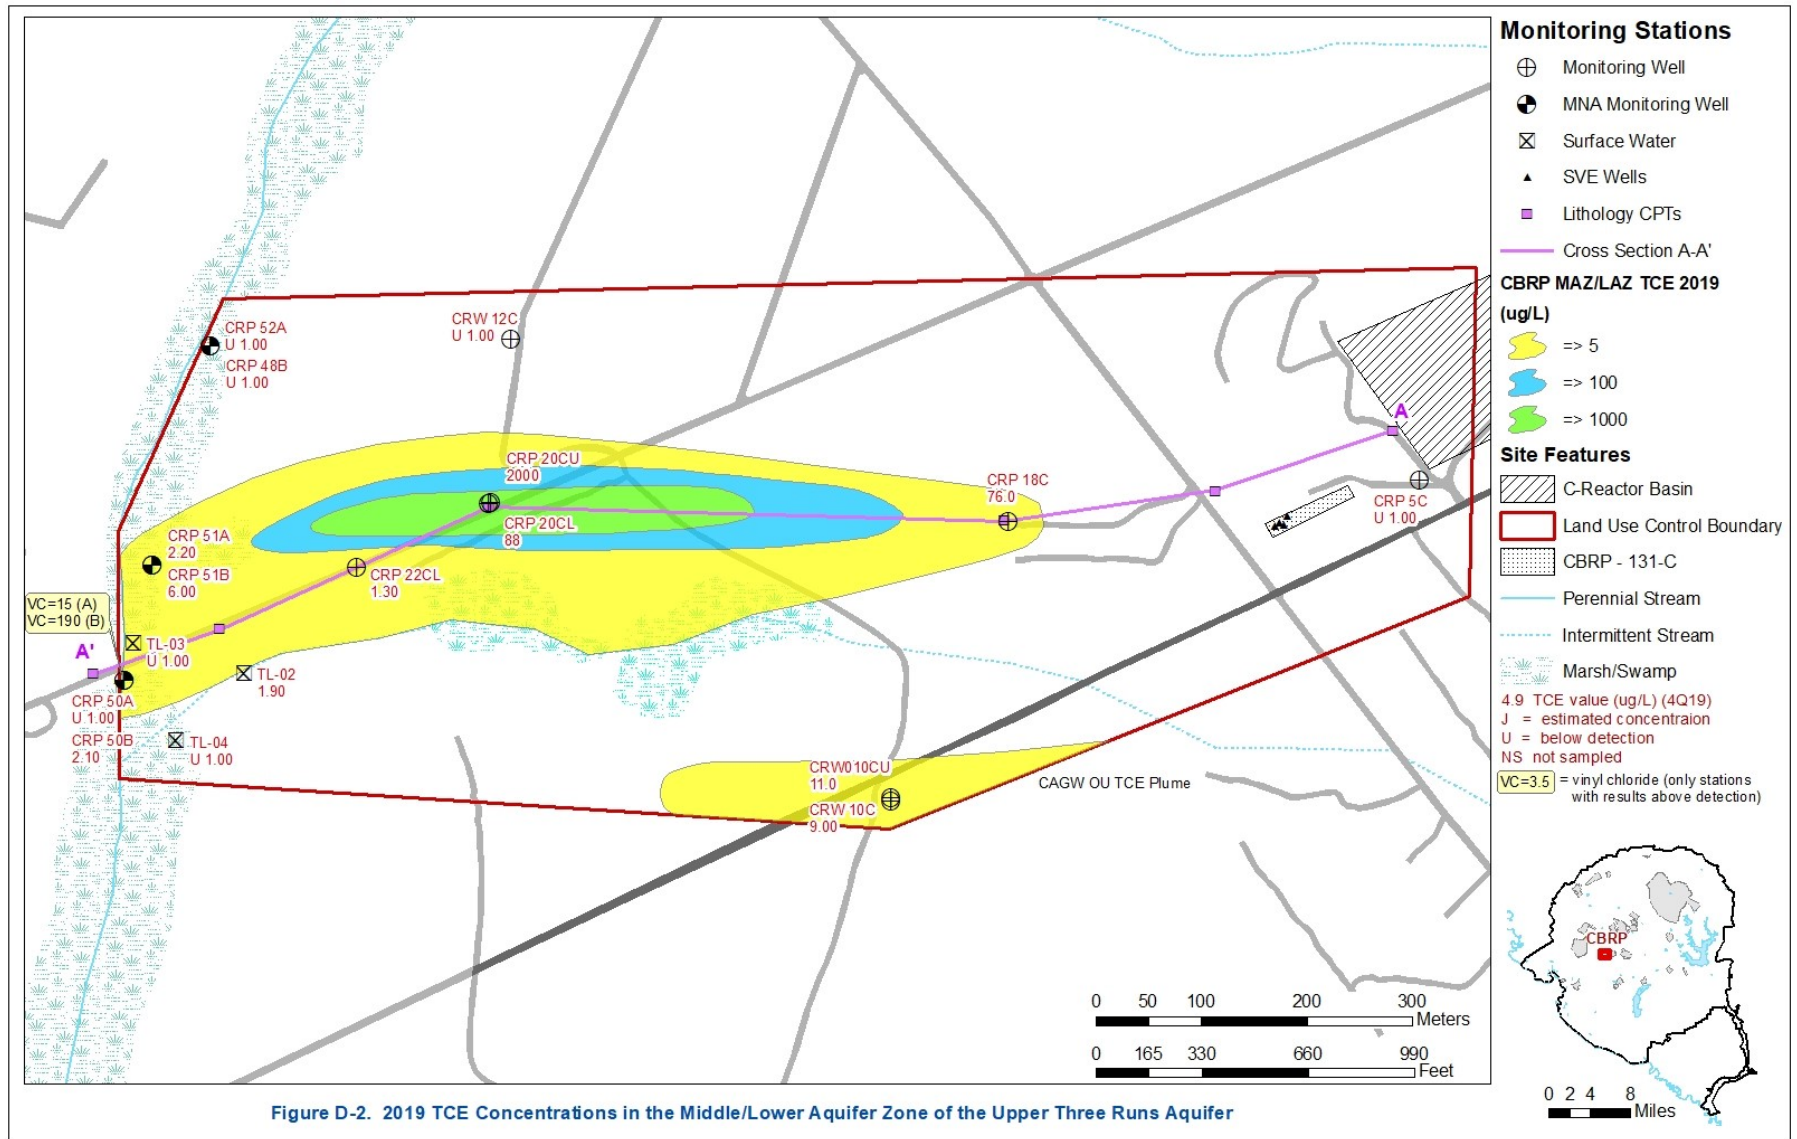 CRP 52A
U 1.00
CRP 48B
U 1.00
CRW 12C
U 1.00
A
CRP 20CU
2000
CRP 18C
76.0
CRP 5C
U 1.00
CRP 20CL
88
CRP 51A
2.20
CRP 51B
6.00
CRP 22CL
1.30
VC=15 (A)
VC=190 (B)
TL-03
U 1.00
A'
TL-02
1.90
CRP 50A
U 1.00
CRP 50B
2.10
TL-04
U 1.00
CRW010CU
11.0
CRW 10C
9.00
CAGW OU TCE Plume
0 50 100 200 300
Meters
0 165 330 660 990
Feet
Figure D-2. 2019 TCE Concentrations in the Middle/Lower Aquifer Zone of the Upper Three Runs Aquifer
Monitoring Stations
Monitoring Well
MNA Monitoring Well
Surface Water
SVE Wells
Lithology CPTs
Cross Section A-A'
CBRP MAZ/LAZ TCE 2019
(ug/L)
=> 5
=> 100
=> 1000
Site Features
C-Reactor Basin
Land Use Control Boundary
CBRP - 131-C
Perennial Stream
Intermittent Stream
Marsh/Swamp
4.9 TCE value (ug/L) (4Q19)
J = estimated concentraion
U = below detection
NS not sampled
VC=3.5 = vinyl chloride (only stations
with results above detection)
CBRP
0 2 4 8
Miles